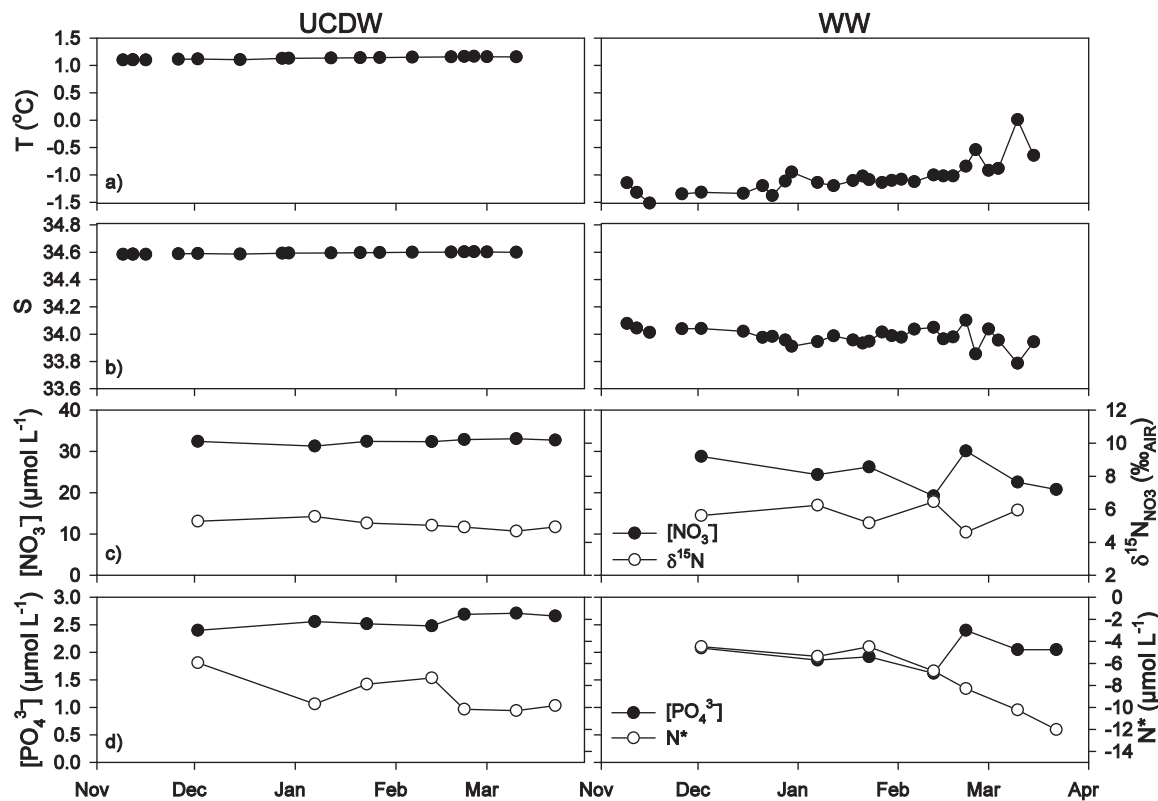 UCDW WW
T (°C)
1.5
1.0
0.5
0.0
-0.5
-1.0
-1.5
a)
S
34.8
34.6
34.4
34.2
34.0
33.8
33.6
b)
[NO₃⁻] (µmol L⁻¹)
40
30
20
10
0
c)
[NO₃⁻]
δ¹⁵N
12
10
8
6
4
2
δ¹⁵N_NO3 (‰_AIR)
[PO₄³⁻] (µmol L⁻¹)
3.0
2.5
2.0
1.5
1.0
0.5
0.0
d)
[PO₄³⁻]
N*
0
-2
-4
-6
-8
-10
-12
-14
N* (µmol L⁻¹)
Nov Dec Jan Feb Mar Nov Dec Jan Feb Mar Apr